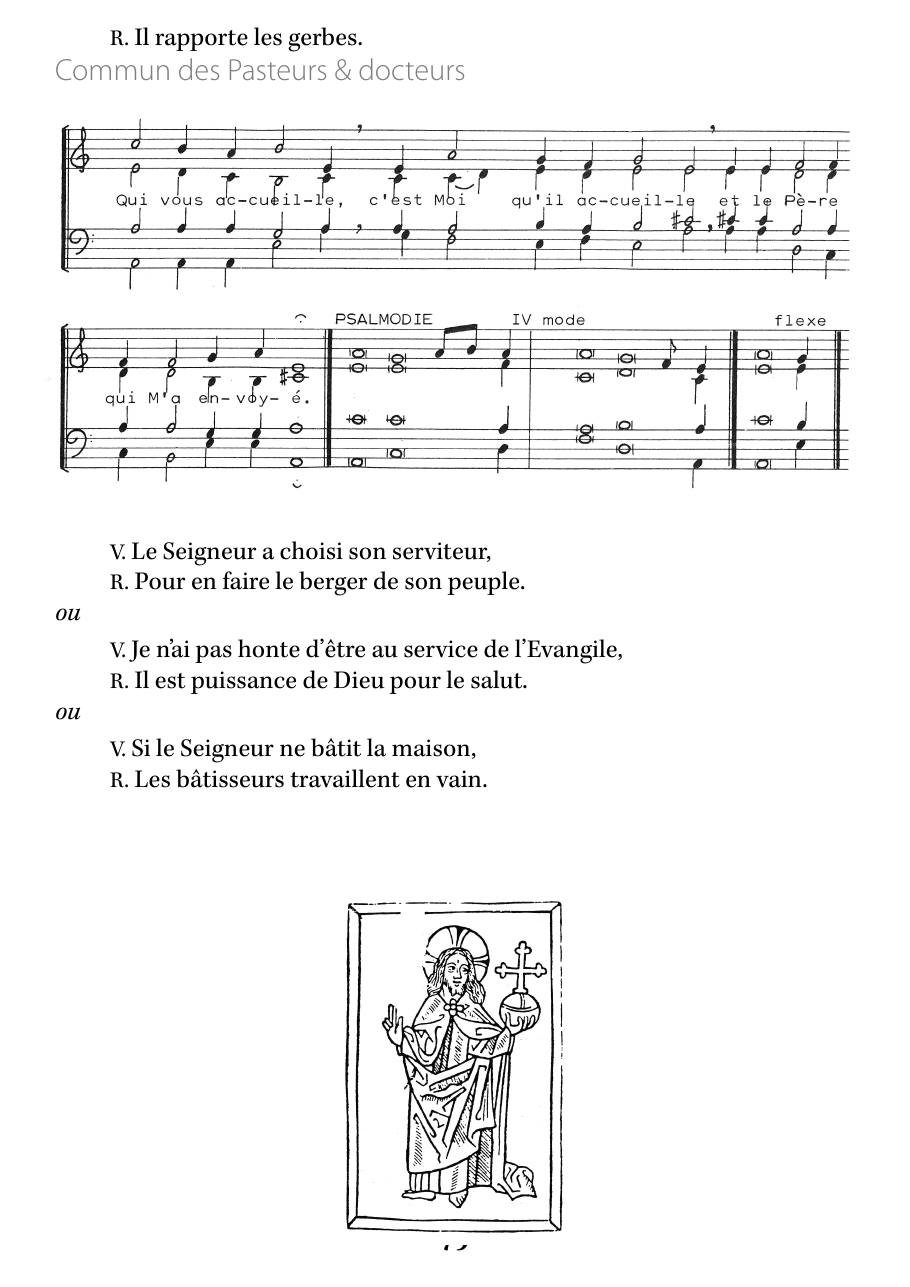 R. Il rapporte les gerbes.
Commun des Pasteurs & docteurs
Qui vous ac-cueil-le, c'est Moi qu'il ac-cueil-le et le Pè-re
PSALMODIE IV mode flexe
qui M'a en-voy-é.
V. Le Seigneur a choisi son serviteur,
R. Pour en faire le berger de son peuple.
ou
V. Je n’ai pas honte d’être au service de l’Evangile,
R. Il est puissance de Dieu pour le salut.
ou
V. Si le Seigneur ne bâtit la maison,
R. Les bâtisseurs travaillent en vain.